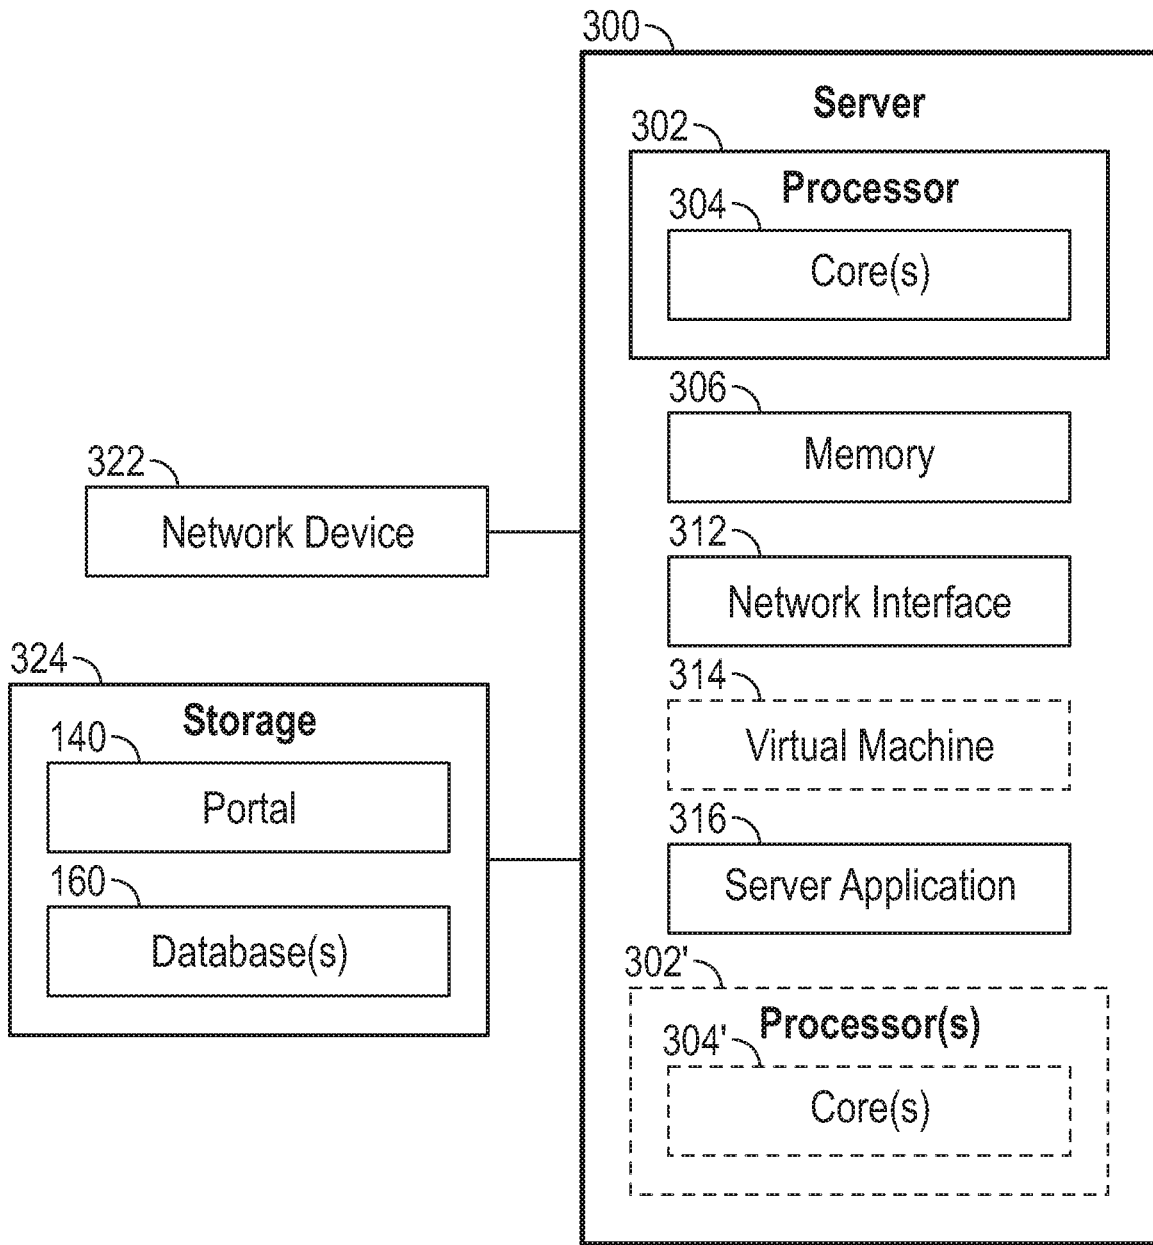 300
Server
302
Processor
304
Core(s)
306
Memory
322
Network Device
312
Network Interface
324
Storage
314
Virtual Machine
140
Portal
316
Server Application
160
Database(s)
302'
Processor(s)
304'
Core(s)